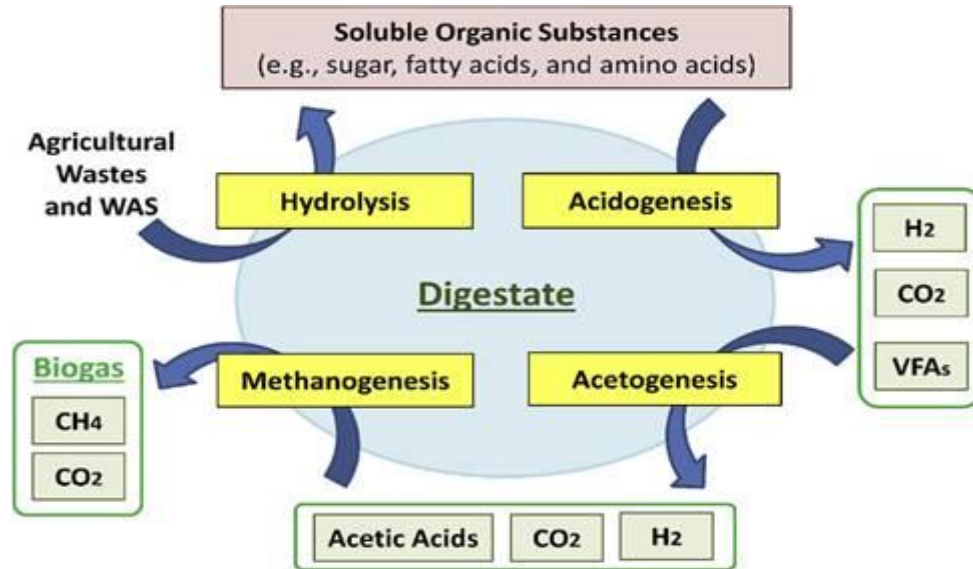 Soluble Organic Substances
(e.g., sugar, fatty acids, and amino acids)
Agricultural
Wastes
and WAS
Hydrolysis
Acidogenesis
H2
CO2
VFAs
Digestate
Biogas
CH4
CO2
Methanogenesis
Acetogenesis
Acetic Acids
CO2
H2